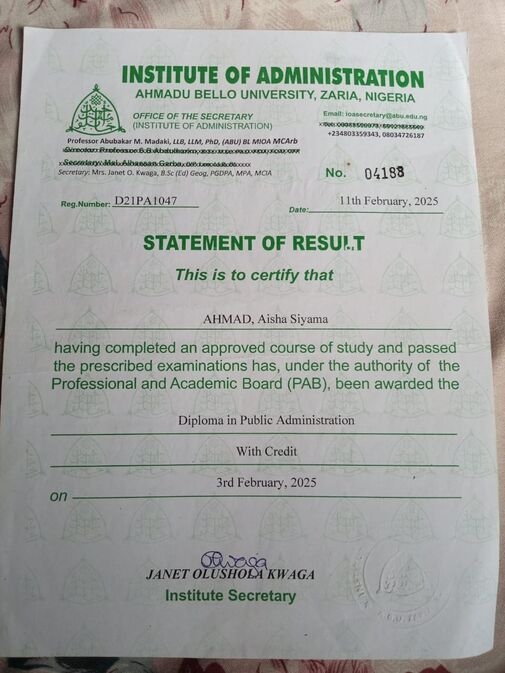 INSTITUTE OF ADMINISTRATION
AHMADU BELLO UNIVERSITY, ZARIA, NIGERIA
OFFICE OF THE SECRETARY
(INSTITUTE OF ADMINISTRATION)
Email: ioasecretary@abu.edu.ng
+234803359343, 08034727187
Professor Abubakar M. Madaki, LLB, LLM, PhD, (ABU) BL MIOA MCArb
Secretary: Mrs. Janet O. Kwaga, B.Sc (Ed) Geog, PGDPA, MPA, MCIA
No. 04188
Reg.Number: D21PA1047
Date: 11th February, 2025
STATEMENT OF RESULT
This is to certify that
AHMAD, Aisha Siyama
having completed an approved course of study and passed
the prescribed examinations has, under the authority of the
Professional and Academic Board (PAB), been awarded the
Diploma in Public Administration
With Credit
3rd February, 2025
on
JANET OLUSHOLA KWAGA
Institute Secretary